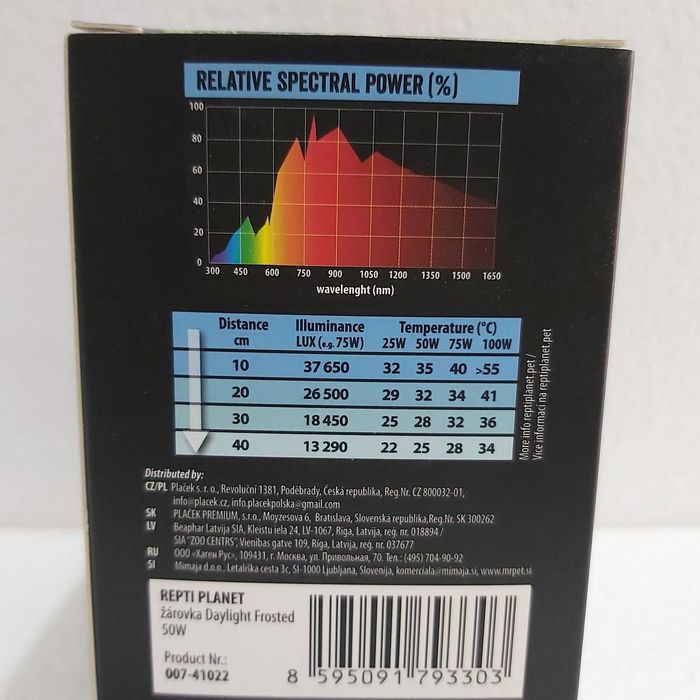 RELATIVE SPECTRAL POWER (%)
100
80
60
40
20
0
300 450 600 750 900 1050 1200 1350 1500 1650
wavelenght (nm)
Distance Illuminance Temperature (°C)
cm LUX (e.g. 75W) 25W 50W 75W 100W
10 37 650 32 35 40 >55
20 26 500 29 32 34 41
30 18 450 25 28 32 36
40 13 290 22 25 28 34
More info reptiplanet.pet /
Více informací na reptiplanet.pet
Distributed by:
CZ/PL Plaček s. r. o., Revoluční 1381, Poděbrady, Česká republika, Reg.Nr. CZ 800032-01,
info@placek.cz, info.placekpolska@gmail.com
SK PLAČEK PREMIUM, s.r.o., Moyzesova 6, Bratislava, Slovenská republika,Reg.Nr. SK 300262
LV Beaphar Latvija SIA, Kleistu iela 24, LV-1067, Riga, Latvija, reģ. nr. 018894 /
SIA "ZOO CENTRS", Vienības gatve 109, Rīga, Latvija, reģ. nr. 037677
RU ООО «Хаген Рус», 109431, г. Москва, ул. Привольная, 70. Тел.: (495) 704-90-92
SI Mimaja d.o.o., Letališka cesta 3c, SI-1000 Ljubljana, Slovenija, komerciala@mimaja.si, www.mrpet.si
REPTI PLANET
žárovka Daylight Frosted
50W
Product Nr.:
007-41022
8 595091 793303